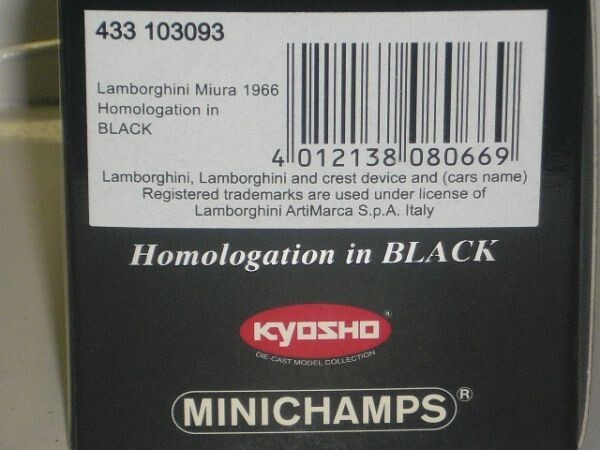 433 103093
Lamborghini Miura 1966
Homologation in
BLACK
4 012138 080669
Lamborghini, Lamborghini and crest device and (cars name)
Registered trademarks are used under license of
Lamborghini ArtiMarca S.p.A. Italy
Homologation in BLACK
KYOSHO®
DIE-CAST MODEL COLLECTION
MINICHAMPS®